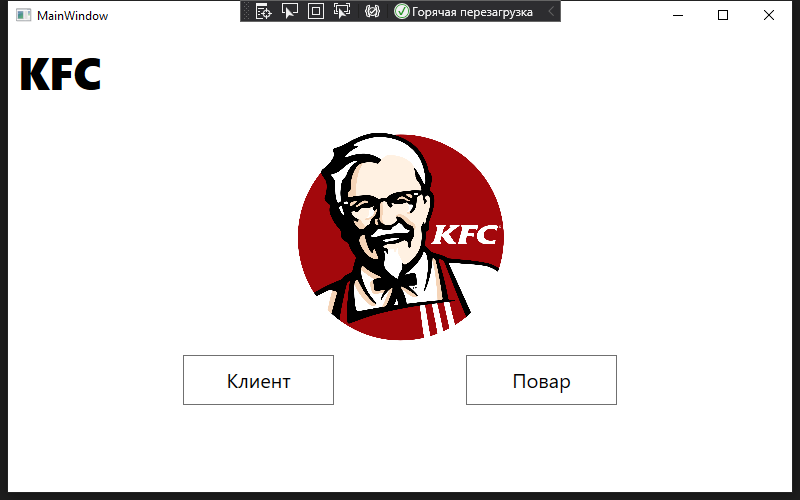 MainWindow
Горячая перезагрузка
KFC
KFC
Клиент
Повар